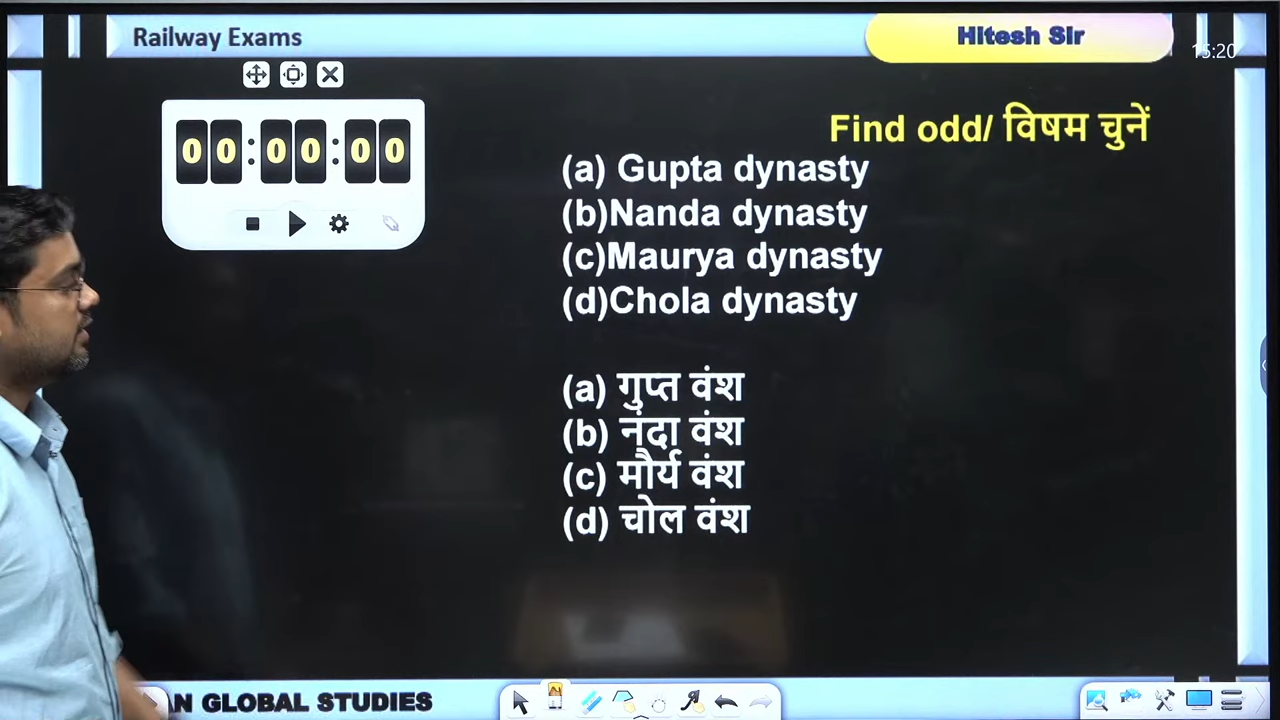 Railway Exams
Hitesh Sir
15:20
00:00:00
Find odd/ विषम चुनें
(a) Gupta dynasty
(b)Nanda dynasty
(c)Maurya dynasty
(d)Chola dynasty
(a) गुप्त वंश
(b) नंदा वंश
(c) मौर्य वंश
(d) चोल वंश
N GLOBAL STUDIES